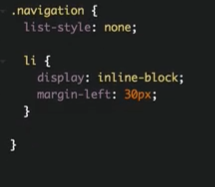 .navigation {
list-style: none;
li {
display: inline-block;
margin-left: 30px;
}
}